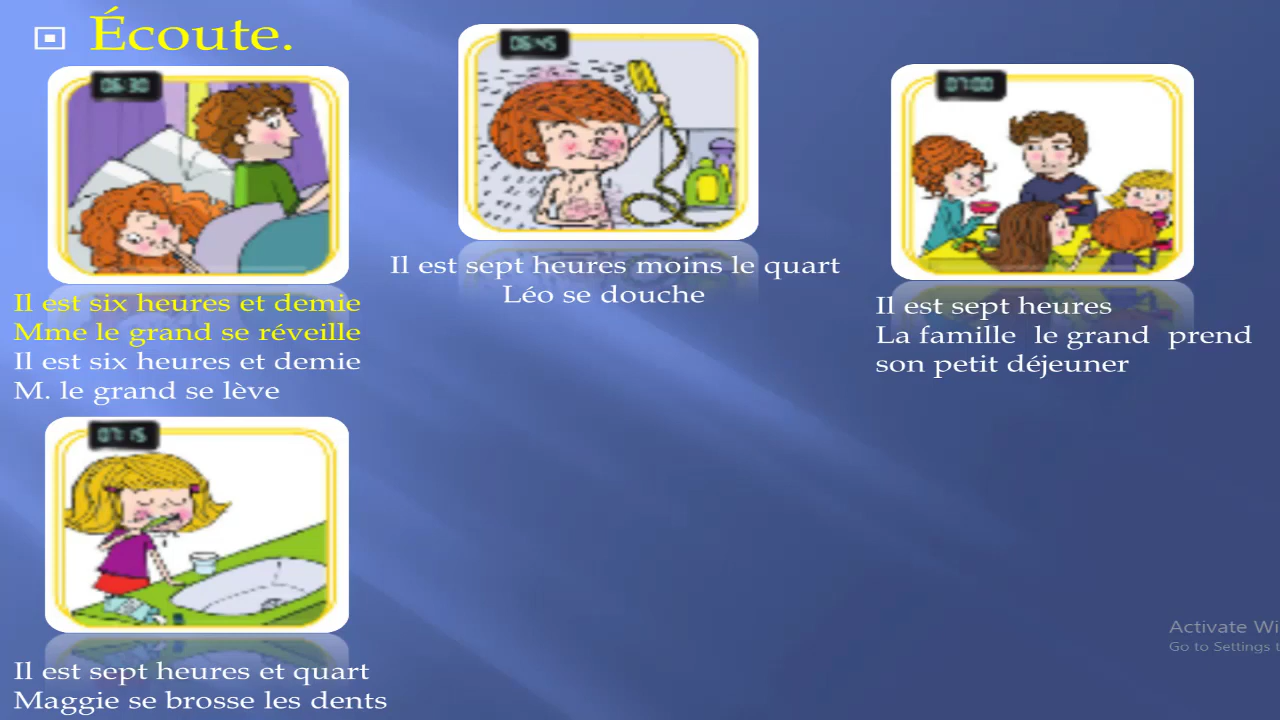 Écoute.
06:30
Il est six heures et demie
Mme le grand se réveille
Il est six heures et demie
M. le grand se lève
06:45
Il est sept heures moins le quart
Léo se douche
07:00
Il est sept heures
La famille le grand prend
son petit déjeuner
07:15
Il est sept heures et quart
Maggie se brosse les dents
Activate Wi
Go to Settings t